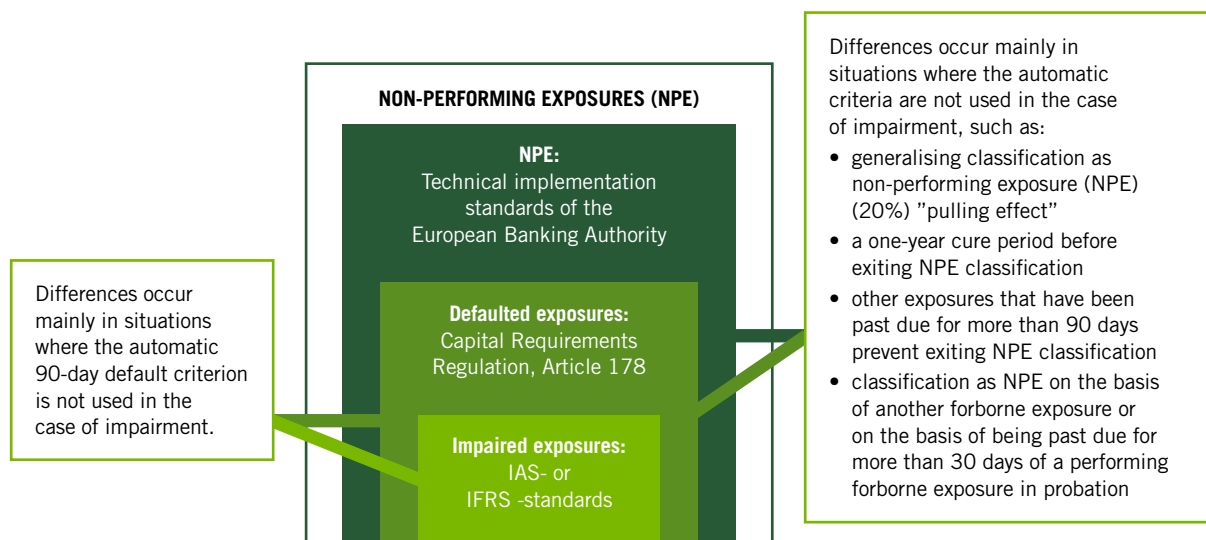 NON-PERFORMING EXPOSURES (NPE)
NPE:
Technical implementation
standards of the
European Banking Authority
Defaulted exposures:
Capital Requirements
Regulation, Article 178
Impaired exposures:
IAS- or
IFRS -standards
Differences occur
mainly in situations
where the automatic
90-day default criterion
is not used in the
case of impairment.
Differences occur mainly in
situations where the automatic
criteria are not used in the case
of impairment, such as:
• generalising classification as
non-performing exposure (NPE)
(20%) ”pulling effect”
• a one-year cure period before
exiting NPE classification
• other exposures that have been
past due for more than 90 days
prevent exiting NPE classification
• classification as NPE on the basis
of another forborne exposure or
on the basis of being past due for
more than 30 days of a performing
forborne exposure in probation